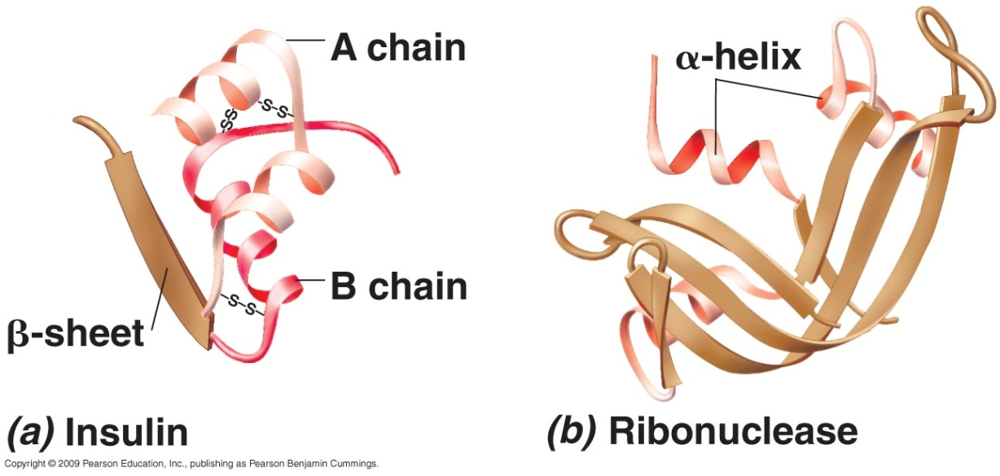 A chain
S-S
S-S
B chain
S-S
β-sheet
(a) Insulin
α-helix
(b) Ribonuclease
Copyright © 2009 Pearson Education, Inc., publishing as Pearson Benjamin Cummings.